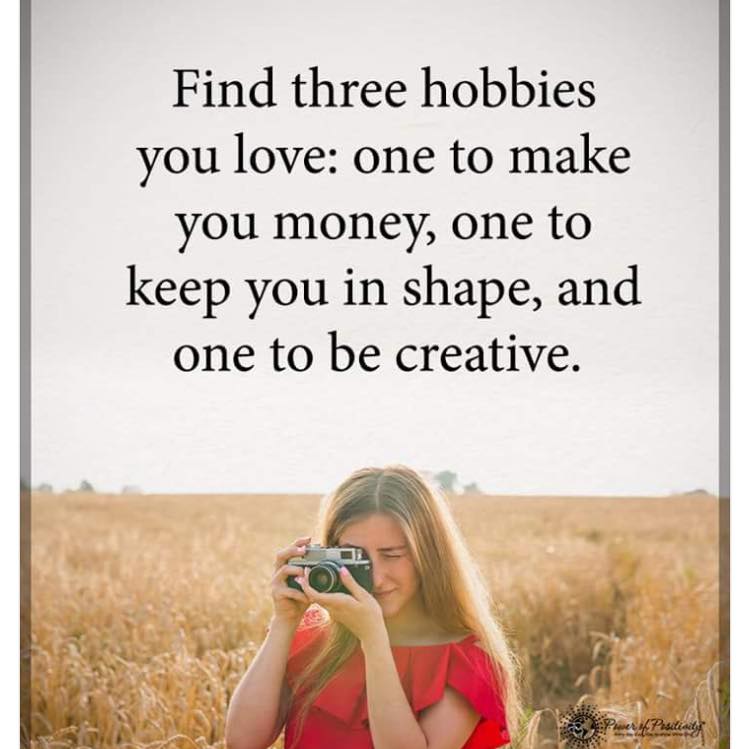 Find three hobbies
you love: one to make
you money, one to
keep you in shape, and
one to be creative.
Power of Positivity